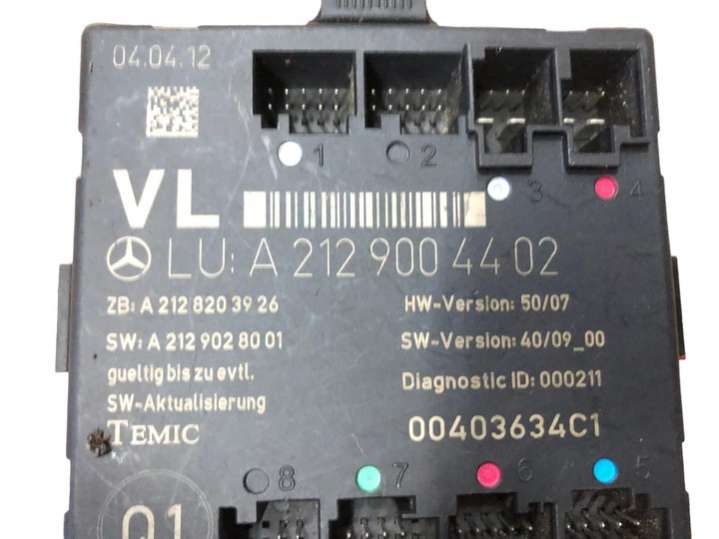 04.04.12
1 2 3 4
VL
LU: A 212 900 44 02
ZB: A 212 820 39 26
HW-Version: 50/07
SW: A 212 902 80 01
SW-Version: 40/09_00
gueltig bis zu evtl.
Diagnostic ID: 000211
SW-Aktualisierung
TEMIC
00403634C1
8 7 6 5
Q1